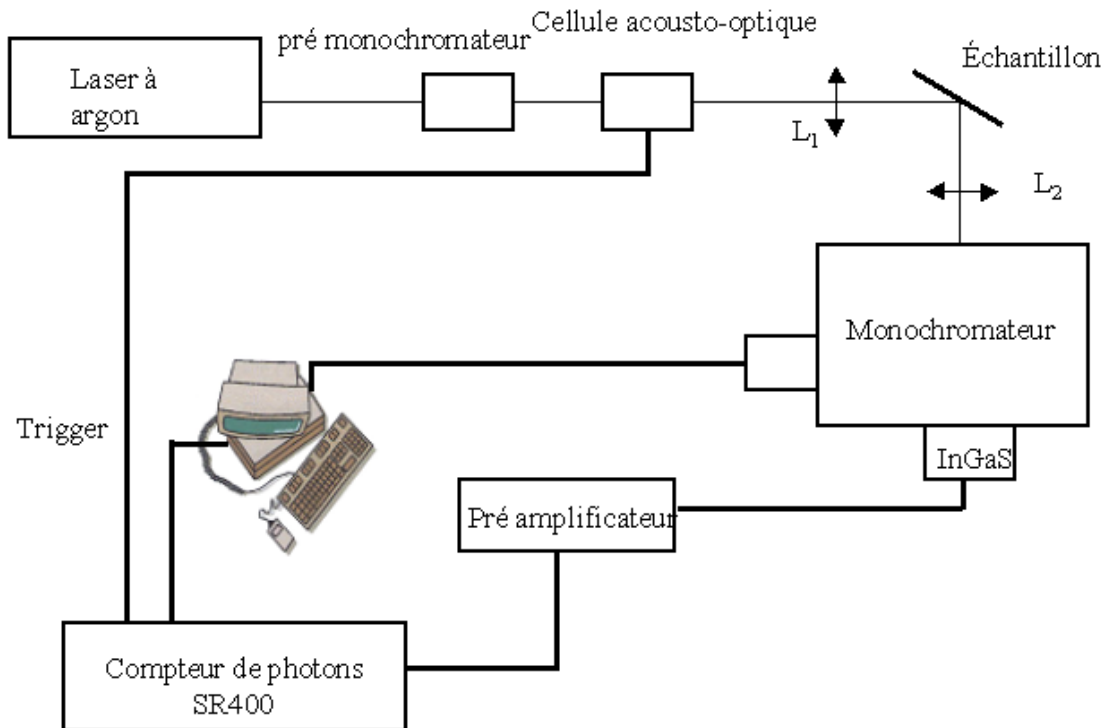 Cellule acousto-optique
pré monochromateur
Échantillon
Laser à
argon
L1
L2
Monochromateur
Trigger
InGaS
Pré amplificateur
Compteur de photons
SR400